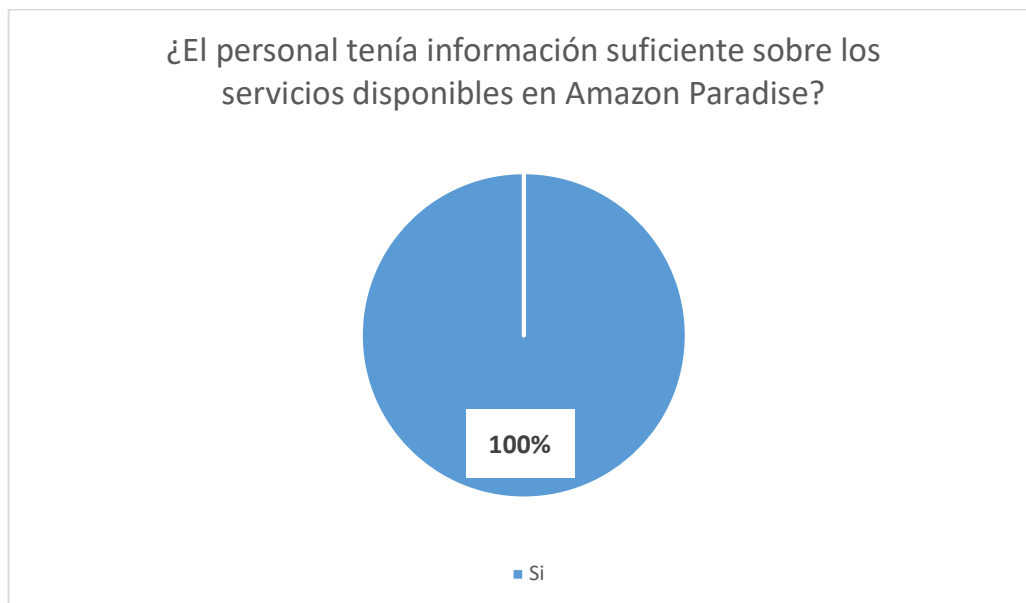 ¿El personal tenía información suficiente sobre los
servicios disponibles en Amazon Paradise?
100%
Si